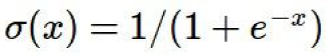 σ(x) = 1/(1 + e⁻ˣ)